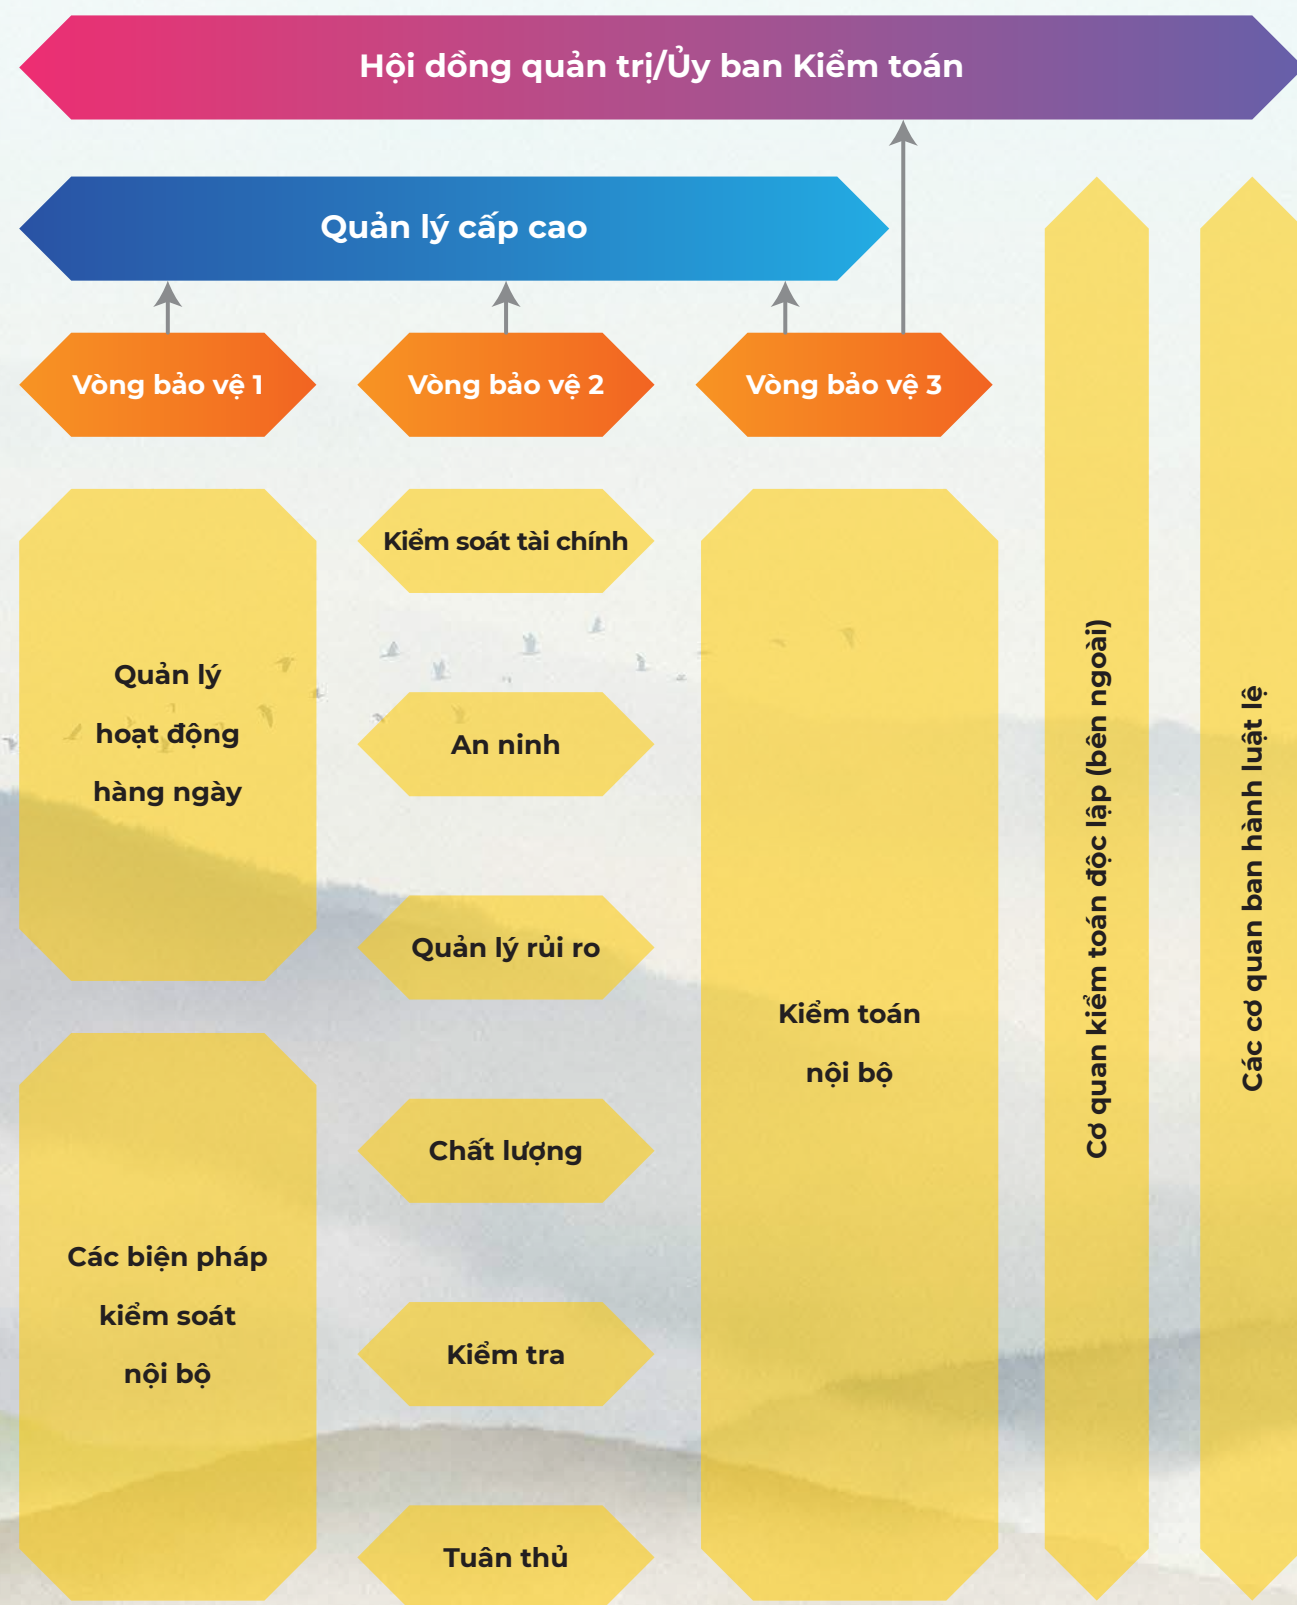 Hội dồng quản trị/Ủy ban Kiểm toán
Quản lý cấp cao
Vòng bảo vệ 1
Vòng bảo vệ 2
Vòng bảo vệ 3
Quản lý
hoạt động
hàng ngày
Các biện pháp
kiểm soát
nội bộ
Kiểm soát tài chính
An ninh
Quản lý rủi ro
Chất lượng
Kiểm tra
Tuân thủ
Kiểm toán
nội bộ
Cơ quan kiểm toán độc lập (bên ngoài)
Các cơ quan ban hành luật lệ